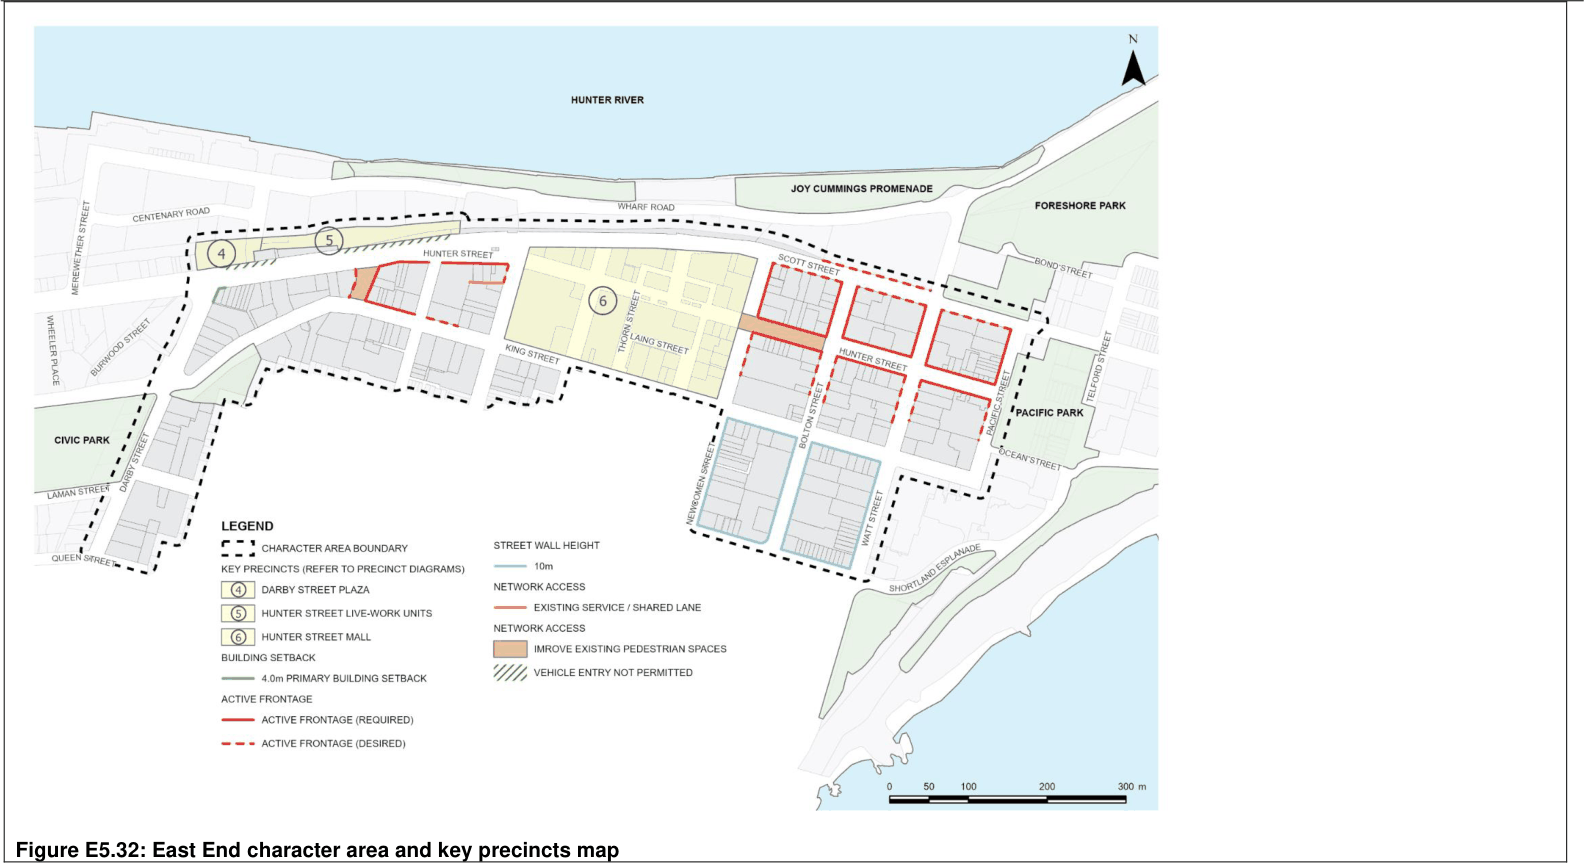 N
HUNTER RIVER
JOY CUMMINGS PROMENADE
FORESHORE PARK
WHARF ROAD
CENTENARY ROAD
MEREWETHER STREET
4
5
HUNTER STREET
SCOTT STREET
BOND STREET
6
THORN STREET
LAING STREET
KING STREET
HUNTER STREET
WHEELER PLACE
BURWOOD STREET
TELFORD STREET
PACIFIC STREET
PACIFIC PARK
BOLTON STREET
CIVIC PARK
DARBY STREET
OCEAN STREET
NEWCOMEN STREET
WATT STREET
LAMAN STREET
QUEEN STREET
SHORTLAND ESPLANADE
LEGEND
CHARACTER AREA BOUNDARY
KEY PRECINCTS (REFER TO PRECINCT DIAGRAMS)
4 DARBY STREET PLAZA
5 HUNTER STREET LIVE-WORK UNITS
6 HUNTER STREET MALL
BUILDING SETBACK
4.0m PRIMARY BUILDING SETBACK
ACTIVE FRONTAGE
ACTIVE FRONTAGE (REQUIRED)
ACTIVE FRONTAGE (DESIRED)
STREET WALL HEIGHT
10m
NETWORK ACCESS
EXISTING SERVICE / SHARED LANE
NETWORK ACCESS
IMROVE EXISTING PEDESTRIAN SPACES
VEHICLE ENTRY NOT PERMITTED
0 50 100 200 300 m
Figure E5.32: East End character area and key precincts map